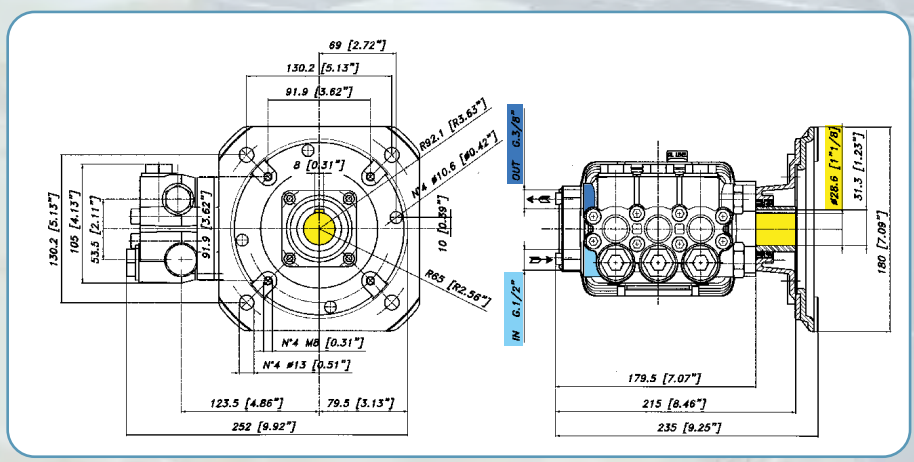 69 [2.72"]
130.2 [5.13"]
91.9 [3.62"]
R92.1 [R3.63"]
N°4 ø10.6 [ø0.42"]
8 [0.31"]
130.2 [5.13"]
105 [4.13"]
53.5 [2.11"]
91.9 [3.62"]
10 [0.39"]
R65 [R2.56"]
N°4 M8 [0.31"]
N°4 ø13 [0.51"]
123.5 [4.86"]
79.5 [3.13"]
252 [9.92"]
OUT G.3/8"
IN G.1/2"
ø28.6 [1"1/8]
31.3 [1.23"]
180 [7.09"]
179.5 [7.07"]
215 [8.46"]
235 [9.25"]